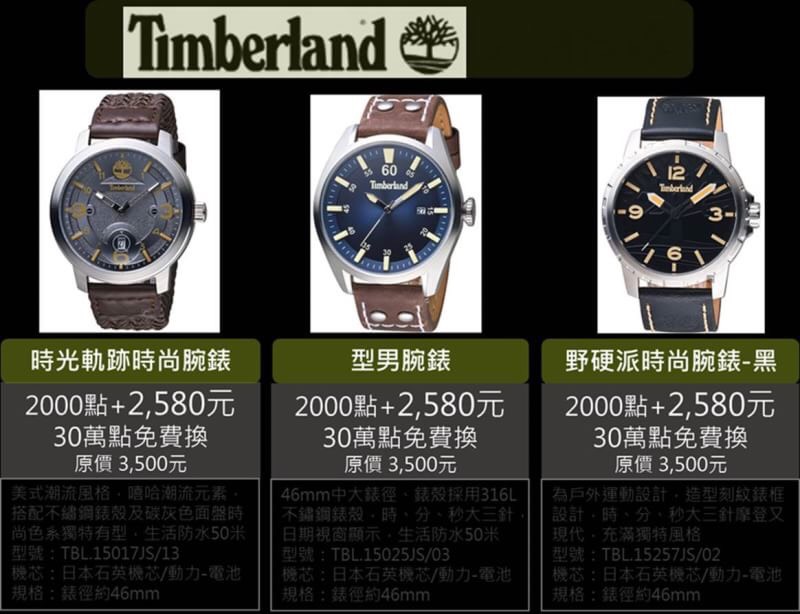 Timberland
60
Timberland
Timberland
12
9
3
6
時光軌跡時尚腕錶
型男腕錶
野硬派時尚腕錶-黑
2000點+2,580元
30萬點免費換
原價 3,500元
2000點+2,580元
30萬點免費換
原價 3,500元
2000點+2,580元
30萬點免費換
原價 3,500元
美式潮流風格，嘻哈潮流元素，
搭配不鏽鋼錶殼及碳灰色面盤時
尚色系獨特有型，生活防水50米
型號：TBL.15017JS/13
機芯：日本石英機芯/動力-電池
規格：錶徑約46mm
46mm中大錶徑、錶殼採用316L
不鏽鋼錶殼，時、分、秒大三針，
日期視窗顯示，生活防水50米
型號：TBL.15025JS/03
機芯：日本石英機芯/動力-電池
規格：錶徑約46mm
為戶外運動設計，造型刻紋錶框
設計，時、分、秒大三針摩登又
現代，充滿獨特風格
型號：TBL.15257JS/02
機芯：日本石英機芯/動力-電池
規格：錶徑約46mm